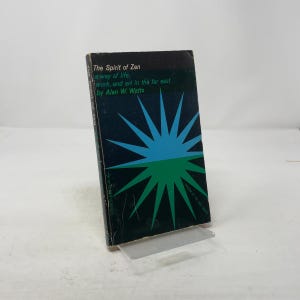 The Spirit of Zen
a way of life,
work, and art in the far east
by Alan W. Watts